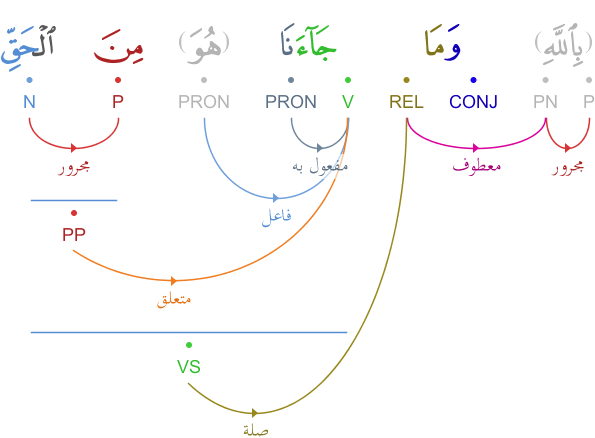 (بِٱللَّهِ) وَمَا جَآءَنَا (هُوَ) مِنَ ٱلْحَقِّ
P PN CONJ REL V PRON PRON P N
مجرور معطوف مفعول به مجرور
فاعل
PP
متعلق
VS
صلة